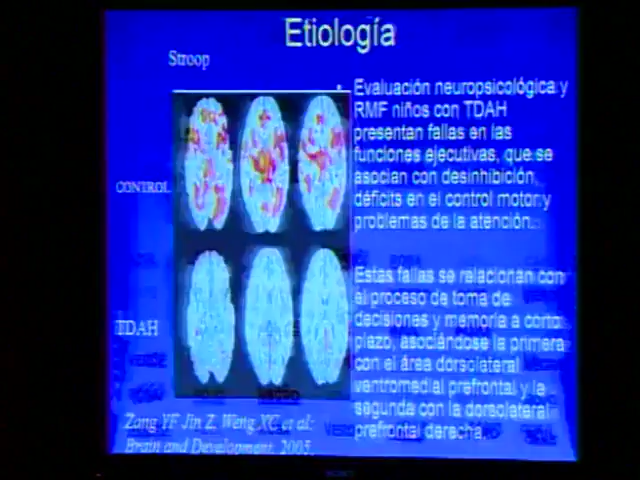 Etiología
Stroop
Evaluación neuropsicológica y
RMF niños con TDAH
presentan fallas en las
funciones ejecutivas, que se
asocian con desinhibición,
déficits en el control motor y
problemas de la atención.
CONTROL
Estas fallas se relacionan con
el proceso de toma de
decisiones y memoria a corto
plazo, asociándose la primera
con el área dorsolateral
ventromedial prefrontal y la
segunda con la dorsolateral
prefrontal derecha.
TDAH
Zang YF Jin Z, Weng XC et al:
Brain and Development. 2005.